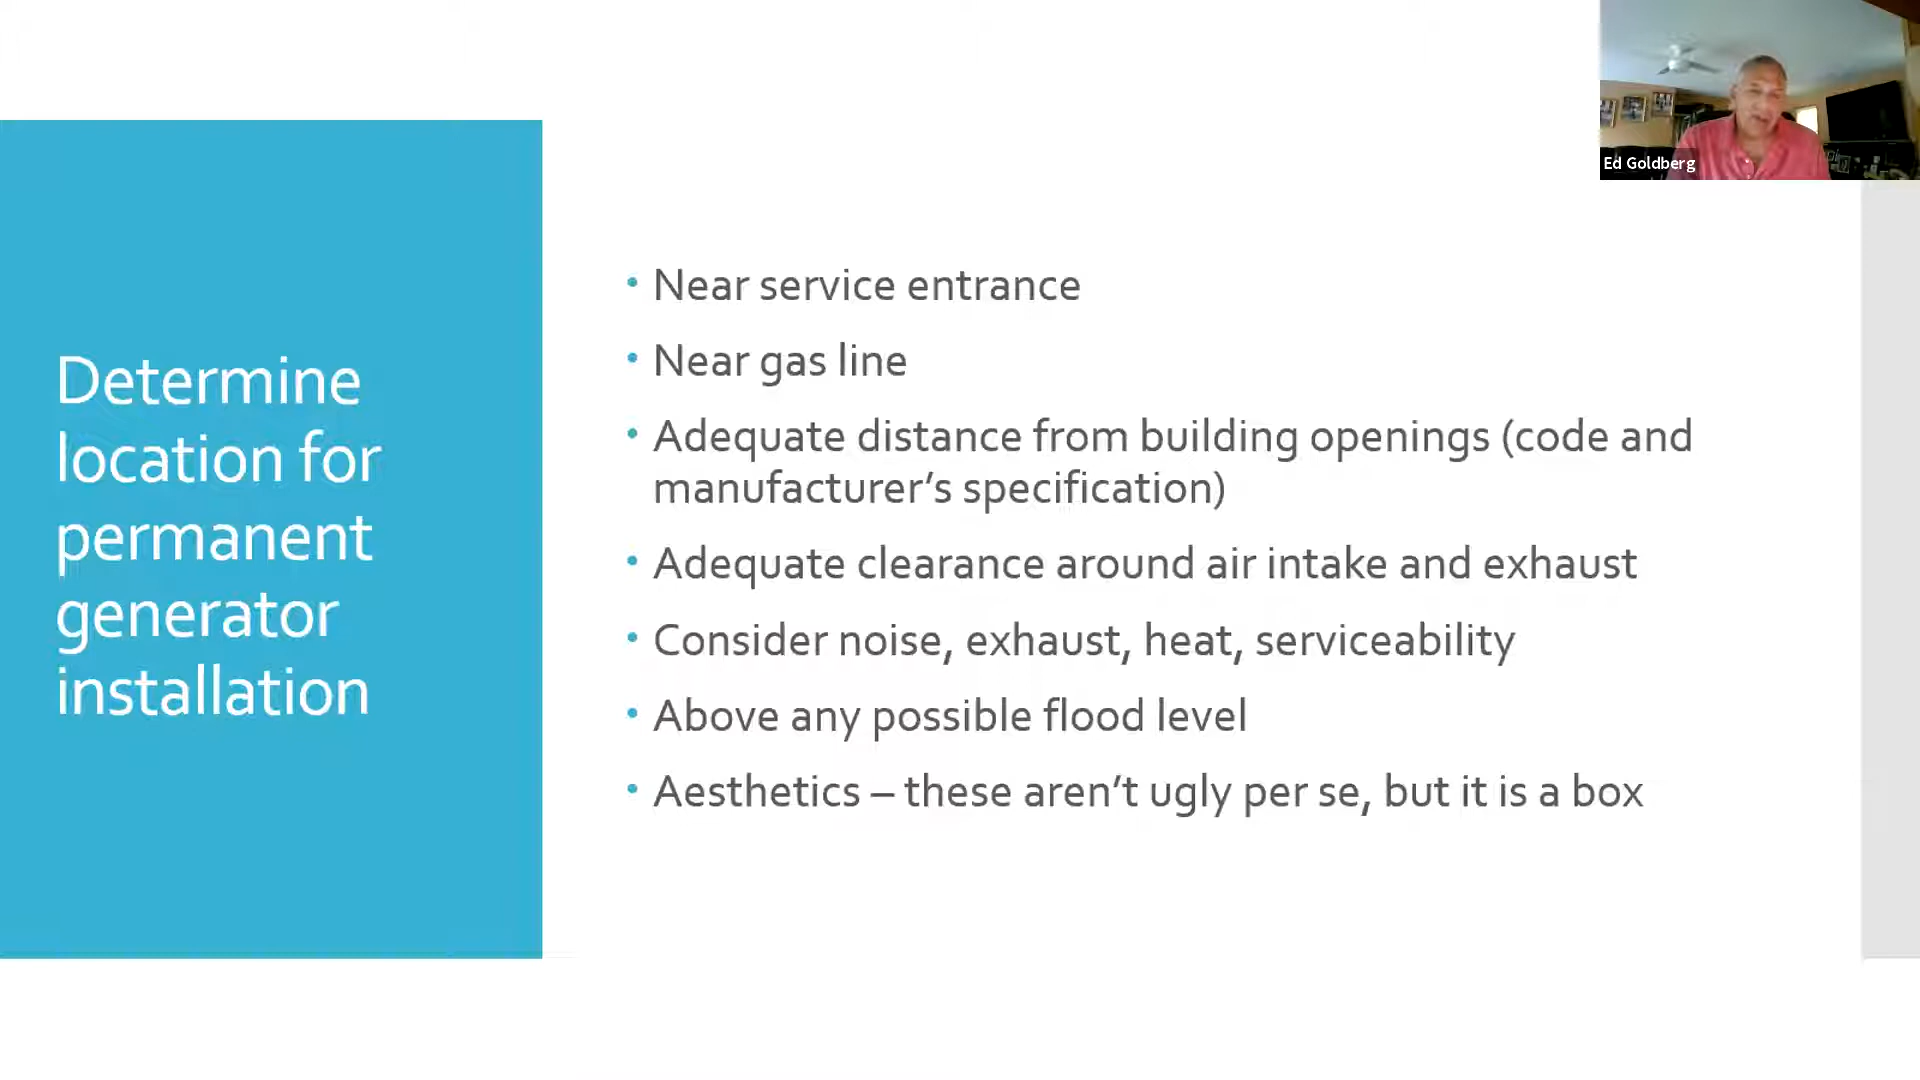 Ed Goldberg
Determine
location for
permanent
generator
installation
• Near service entrance
• Near gas line
• Adequate distance from building openings (code and
manufacturer’s specification)
• Adequate clearance around air intake and exhaust
• Consider noise, exhaust, heat, serviceability
• Above any possible flood level
• Aesthetics – these aren’t ugly per se, but it is a box